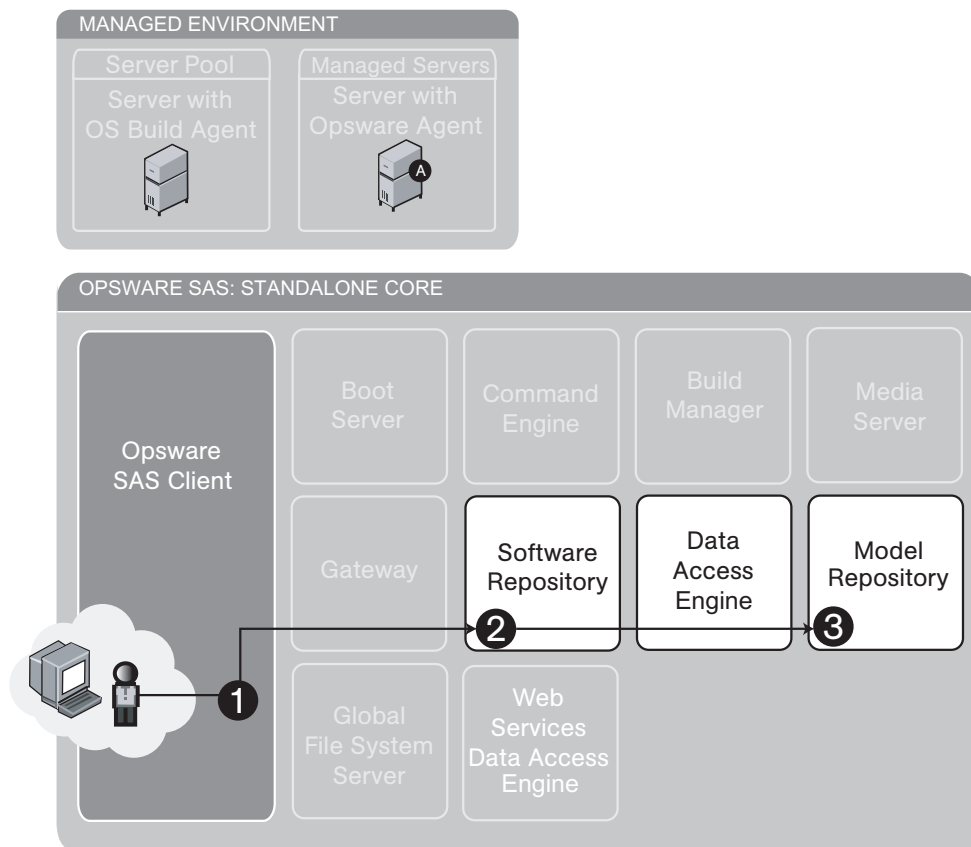 MANAGED ENVIRONMENT
Server Pool
Server with
OS Build Agent
Managed Servers
Server with
Opsware Agent
A
OPSWARE SAS: STANDALONE CORE
Opsware
SAS Client
Boot
Server
Command
Engine
Build
Manager
Media
Server
Gateway
Software
Repository
Data
Access
Engine
Model
Repository
1
2
3
Global
File System
Server
Web
Services
Data Access
Engine